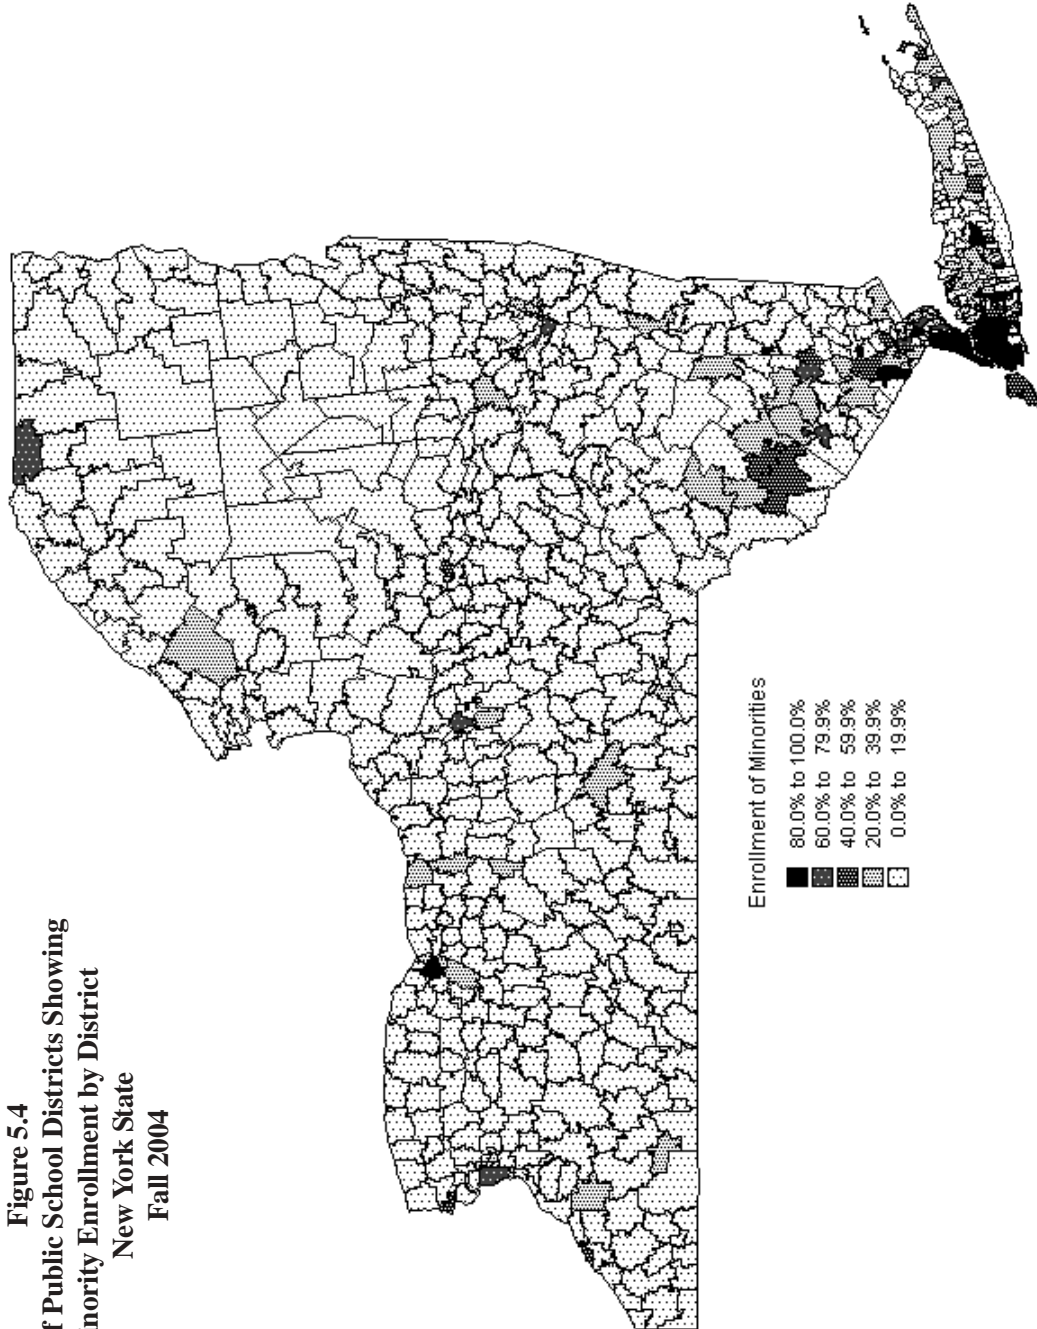 Figure 5.4
f Public School Districts Showing
nority Enrollment by District
New York State
Fall 2004
Enrollment of Minorities
80.0% to 100.0%
60.0% to 79.9%
40.0% to 59.9%
20.0% to 39.9%
0.0% to 19.9%